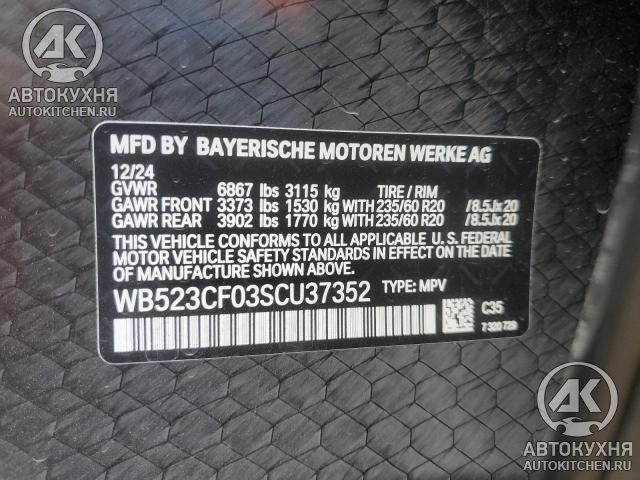 AK
АВТОКУХНЯ
AUTOKITCHEN.RU
MFD BY BAYERISCHE MOTOREN WERKE AG
12/24
GVWR 6867 lbs 3115 kg TIRE / RIM
GAWR FRONT 3373 lbs 1530 kg WITH 235/60 R20 /8.5Jx20
GAWR REAR 3902 lbs 1770 kg WITH 235/60 R20 /8.5Jx20
THIS VEHICLE CONFORMS TO ALL APPLICABLE U. S. FEDERAL
MOTOR VEHICLE SAFETY STANDARDS IN EFFECT ON THE DATE
OF MANUFACTURE SHOWN ABOVE.
WB523CF03SCU37352 TYPE: MPV
C35
7 320 729
AK
АВТОКУХНЯ
AUTOKITCHEN.RU